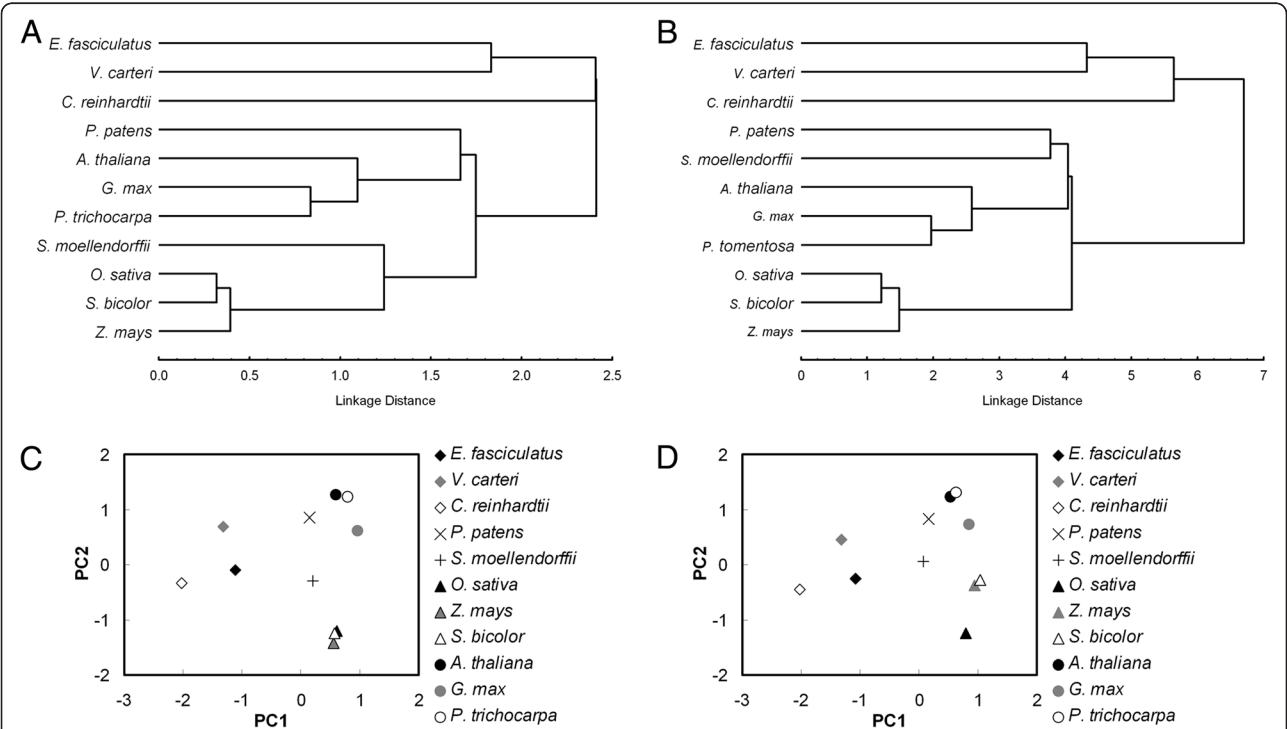 A
E. fasciculatus
V. carteri
C. reinhardtii
P. patens
A. thaliana
G. max
P. trichocarpa
S. moellendorffii
O. sativa
S. bicolor
Z. mays
0.0 0.5 1.0 1.5 2.0 2.5
Linkage Distance
B
E. fasciculatus
V. carteri
C. reinhardtii
P. patens
S. moellendorffii
A. thaliana
G. max
P. tomentosa
O. sativa
S. bicolor
Z. mays
0 1 2 3 4 5 6 7
Linkage Distance
C
PC2
2
1
0
-1
-2
-3 -2 -1 0 1 2
PC1
E. fasciculatus
V. carteri
C. reinhardtii
P. patens
S. moellendorffii
O. sativa
Z. mays
S. bicolor
A. thaliana
G. max
P. trichocarpa
D
PC2
2
1
0
-1
-2
-3 -2 -1 0 1 2
PC1
E. fasciculatus
V. carteri
C. reinhardtii
P. patens
S. moellendorffii
O. sativa
Z. mays
S. bicolor
A. thaliana
G. max
P. trichocarpa